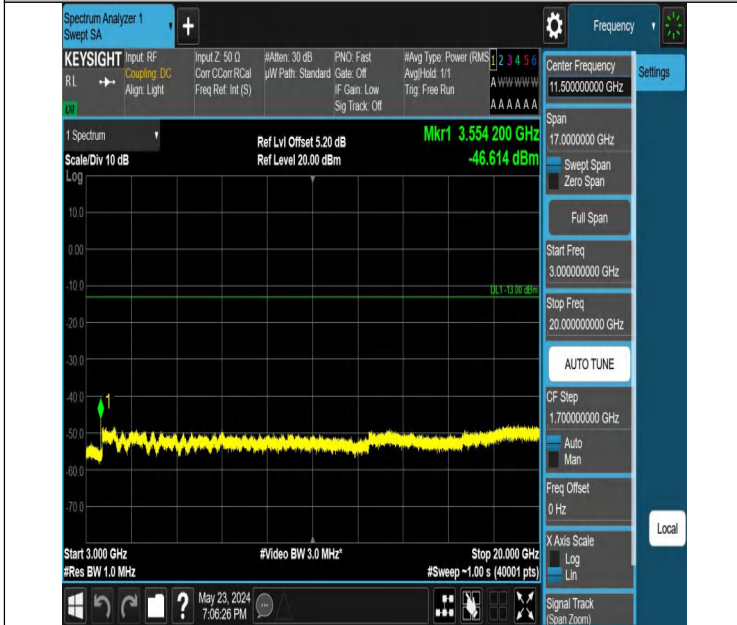 Spectrum Analyzer 1
Swept SA
+
Frequency
KEYSIGHT
Input: RF
Input Z: 50 Ω
#Atten: 30 dB
PNO: Fast
#Avg Type: Power (RMS
1 2 3 4 5 6
RL
Coupling: DC
Corr CCorr RCal
µW Path: Standard
Gate: Off
Avg|Hold: 1/1
A W W W W W
Align: Light
Freq Ref: Int (S)
IF Gain: Low
Trig: Free Run
Sig Track: Off
A A A A A A
1 Spectrum
Ref Lvl Offset 5.20 dB
Mkr1 3.554 200 GHz
Scale/Div 10 dB
Ref Level 20.00 dBm
-46.614 dBm
Log
10.0
0.00
-10.0
DL1 -13.00 dBm
-20.0
-30.0
-40.0
1
-50.0
-60.0
-70.0
Start 3.000 GHz
#Video BW 3.0 MHz*
Stop 20.000 GHz
#Res BW 1.0 MHz
#Sweep ~1.00 s (40001 pts)
?
May 23, 2024
7:06:26 PM
Center Frequency
11.500000000 GHz
Settings
Span
17.0000000 GHz
Swept Span
Zero Span
Full Span
Start Freq
3.000000000 GHz
Stop Freq
20.000000000 GHz
AUTO TUNE
CF Step
1.700000000 GHz
Auto
Man
Freq Offset
0 Hz
X Axis Scale
Log
Lin
Local
Signal Track
(Span Zoom)